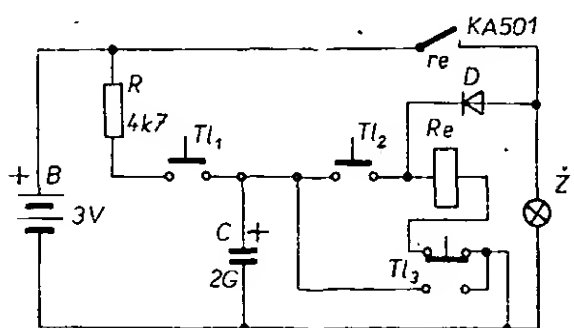 KA501
re
D
R
4k7
Tl1
Tl2
Re
Ž
+ B
3V
C +
2G
Tl3